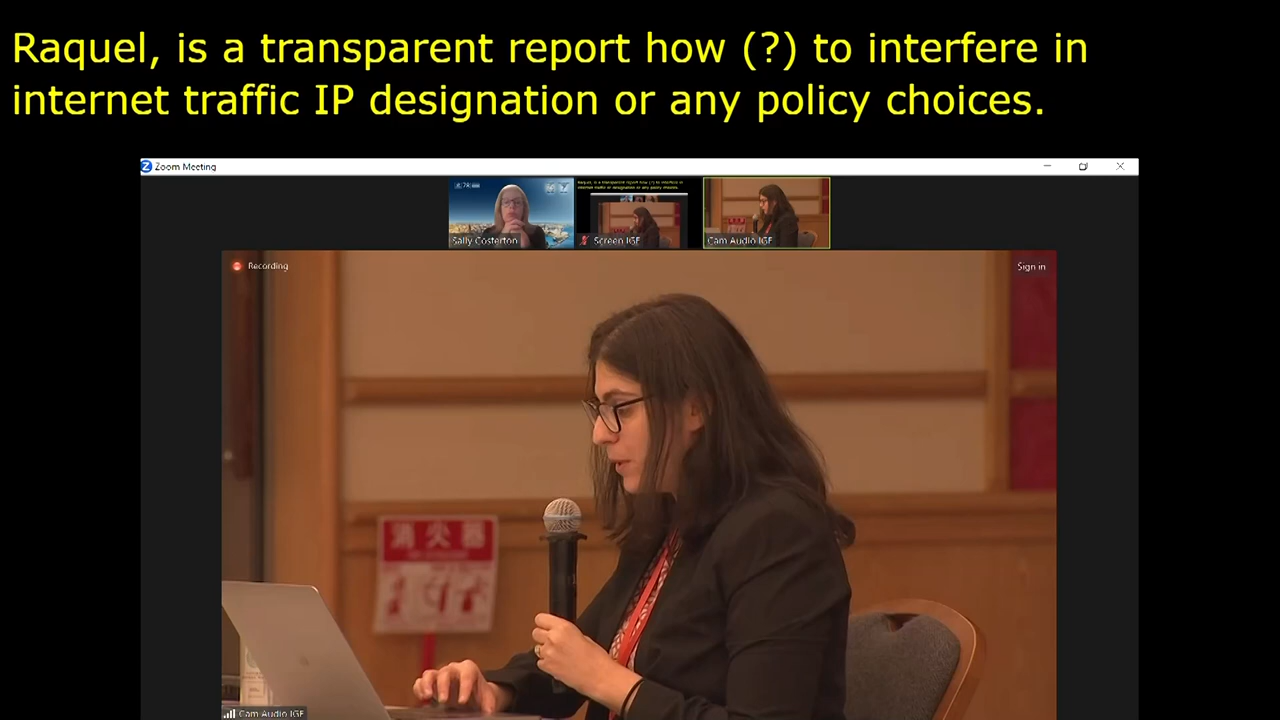 Raquel, is a transparent report how (?) to interfere in
internet traffic IP designation or any policy choices.
Zoom Meeting
Sally Costerton
Screen IGF
Cam Audio IGF
Recording
Sign in
消火器
Cam Audio IGF